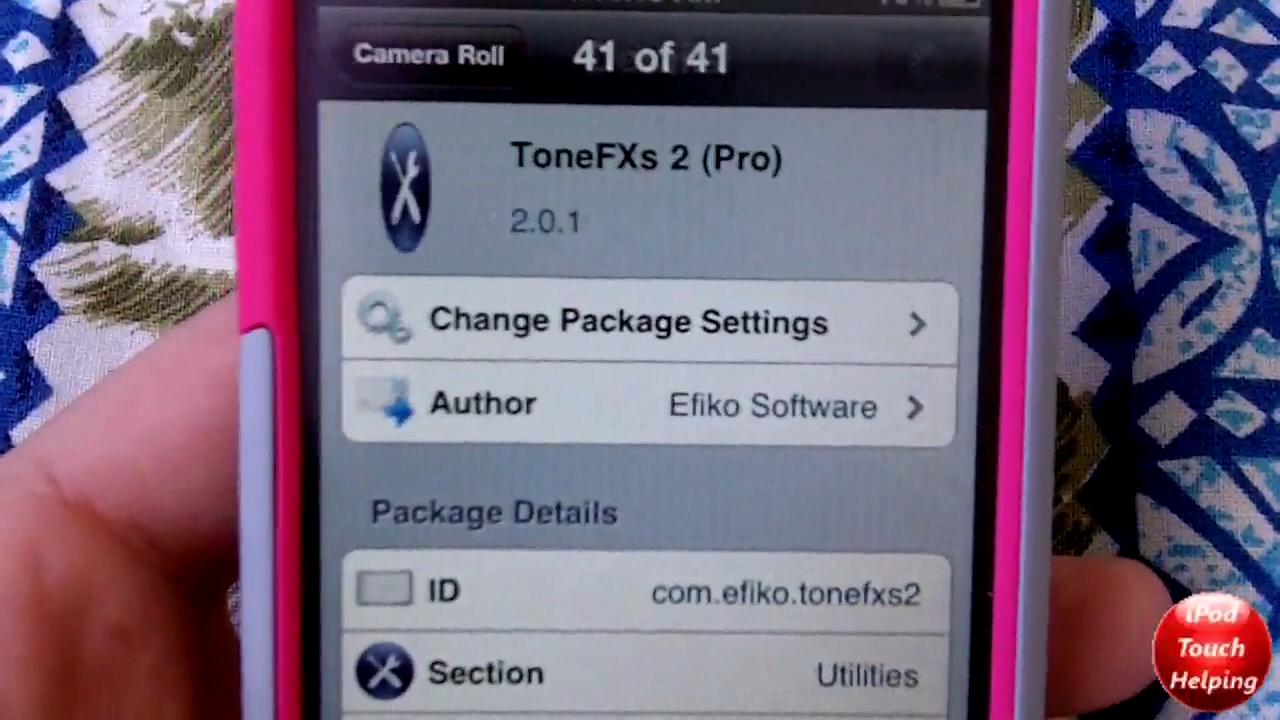 Camera Roll
41 of 41
ToneFXs 2 (Pro)
2.0.1
Change Package Settings
Author
Efiko Software
Package Details
ID
com.efiko.tonefxs2
Section
Utilities
iPod
Touch
Helping